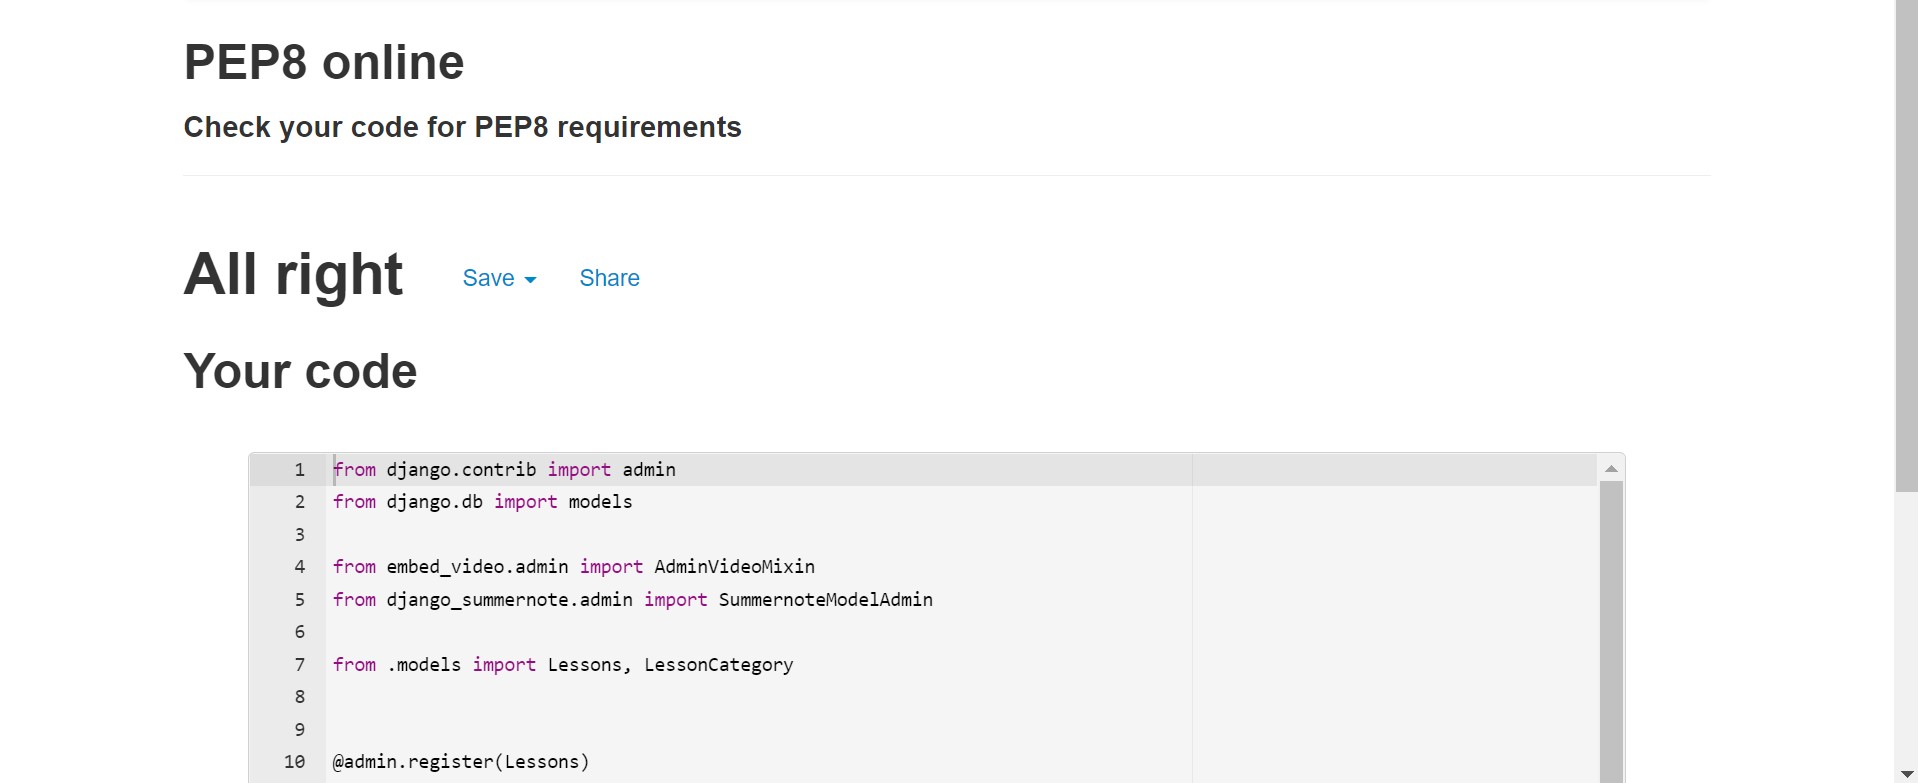 PEP8 online
Check your code for PEP8 requirements
All right Save Share
Your code
1 from django.contrib import admin
2 from django.db import models
3
4 from embed_video.admin import AdminVideoMixin
5 from django_summernote.admin import SummernoteModelAdmin
6
7 from .models import Lessons, LessonCategory
8
9
10 @admin.register(Lessons)